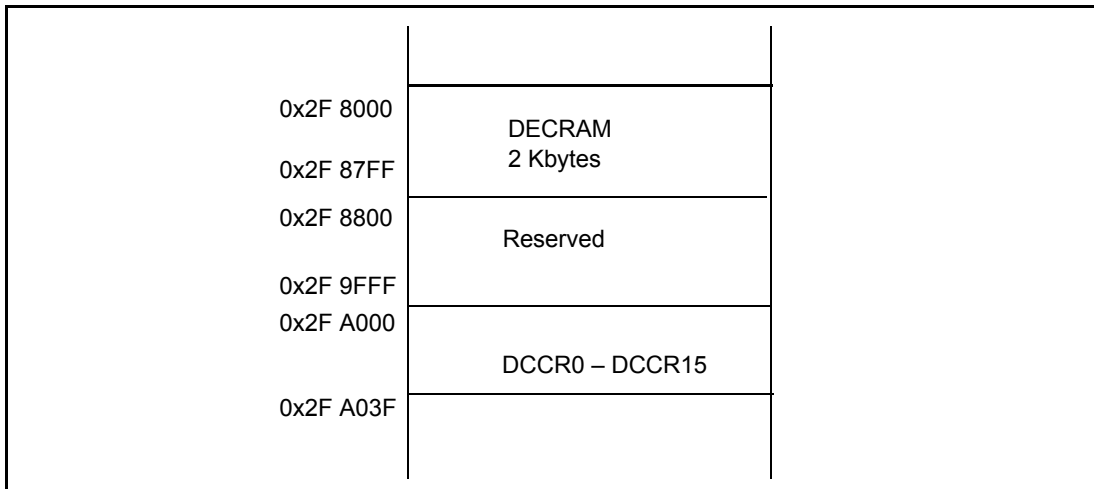 0x2F 8000
DECRAM
2 Kbytes
0x2F 87FF
0x2F 8800
Reserved
0x2F 9FFF
0x2F A000
DCCR0 – DCCR15
0x2F A03F